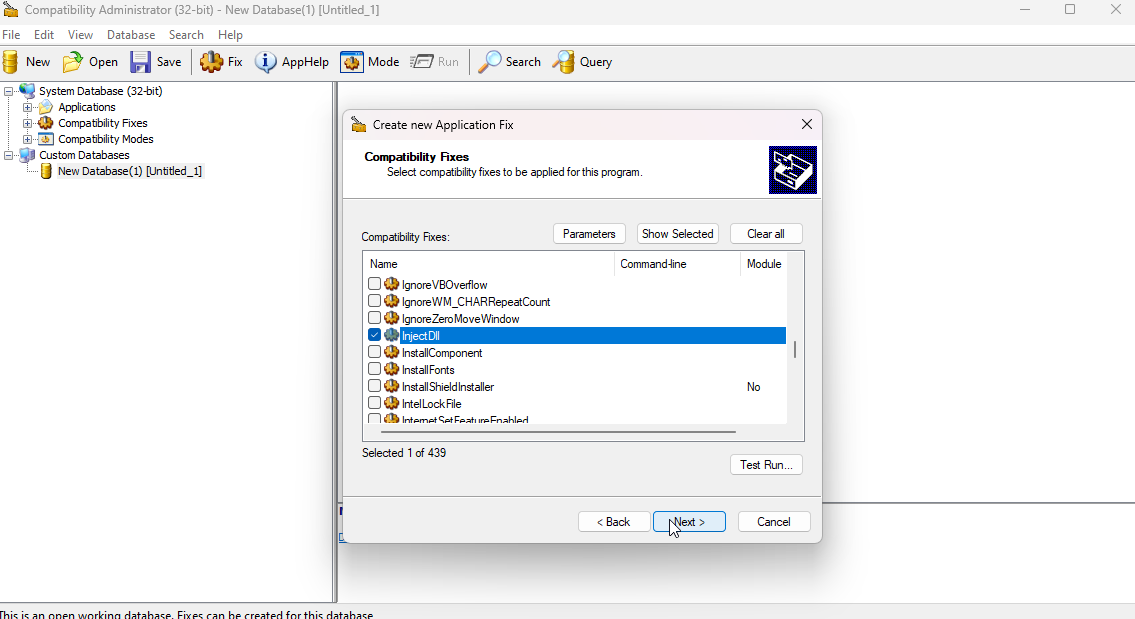 Compatibility Administrator (32-bit) - New Database(1) [Untitled_1]
File Edit View Database Search Help
New Open Save Fix AppHelp Mode Run Search Query
System Database (32-bit)
Applications
Compatibility Fixes
Compatibility Modes
Custom Databases
New Database(1) [Untitled_1]
Create new Application Fix
Compatibility Fixes
Select compatibility fixes to be applied for this program.
Compatibility Fixes:
Parameters Show Selected Clear all
Name Command-line Module
IgnoreVBOverflow
IgnoreWM_CHARRepeatCount
IgnoreZeroMoveWindow
InjectDll
InstallComponent
InstallFonts
InstallShieldInstaller No
IntelLockFile
InternetSetFeatureEnabled
Selected 1 of 439
Test Run...
< Back Next > Cancel
This is an open working database. Fixes can be created for this database